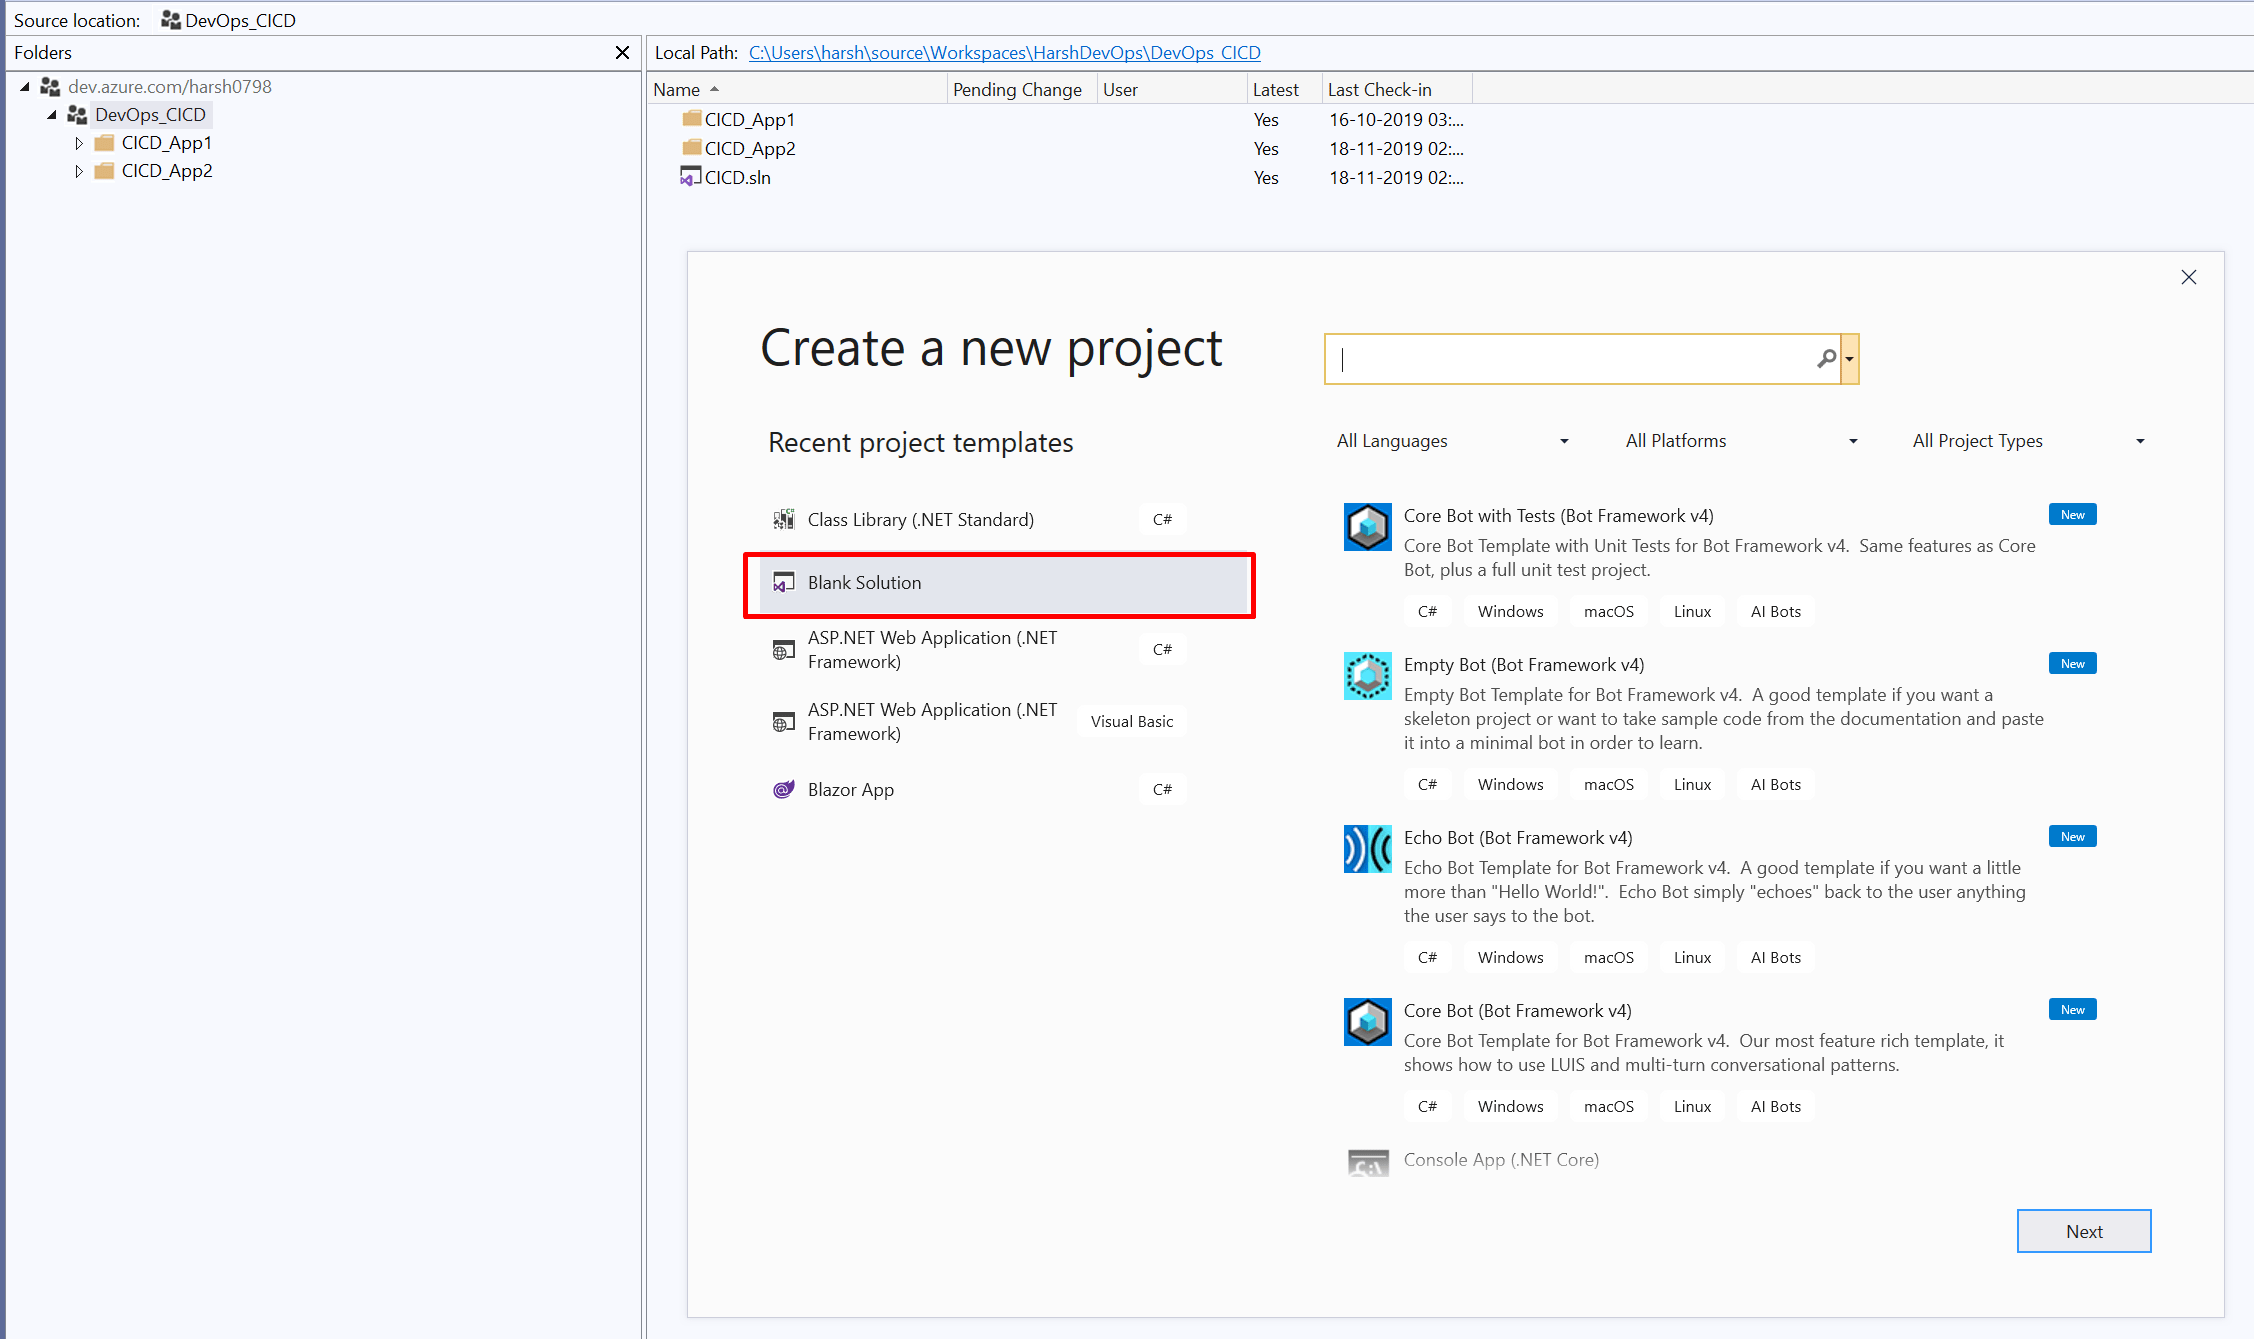 Source location: DevOps_CICD
Folders
dev.azure.com/harsh0798
DevOps_CICD
CICD_App1
CICD_App2
Local Path: C:\Users\harsh\source\Workspaces\HarshDevOps\DevOps_CICD
Name Pending Change User Latest Last Check-in
CICD_App1 Yes 16-10-2019 03:...
CICD_App2 Yes 18-11-2019 02:...
CICD.sln Yes 18-11-2019 02:...
Create a new project
Recent project templates
Class Library (.NET Standard) C#
Blank Solution
ASP.NET Web Application (.NET
Framework) C#
ASP.NET Web Application (.NET
Framework) Visual Basic
Blazor App C#
All Languages All Platforms All Project Types
Core Bot with Tests (Bot Framework v4) New
Core Bot Template with Unit Tests for Bot Framework v4. Same features as Core
Bot, plus a full unit test project.
C# Windows macOS Linux AI Bots
Empty Bot (Bot Framework v4) New
Empty Bot Template for Bot Framework v4. A good template if you want a
skeleton project or want to take sample code from the documentation and paste
it into a minimal bot in order to learn.
C# Windows macOS Linux AI Bots
Echo Bot (Bot Framework v4) New
Echo Bot Template for Bot Framework v4. A good template if you want a little
more than "Hello World!". Echo Bot simply "echoes" back to the user anything
the user says to the bot.
C# Windows macOS Linux AI Bots
Core Bot (Bot Framework v4) New
Core Bot Template for Bot Framework v4. Our most feature rich template, it
shows how to use LUIS and multi-turn conversational patterns.
C# Windows macOS Linux AI Bots
Console App (.NET Core)
Next